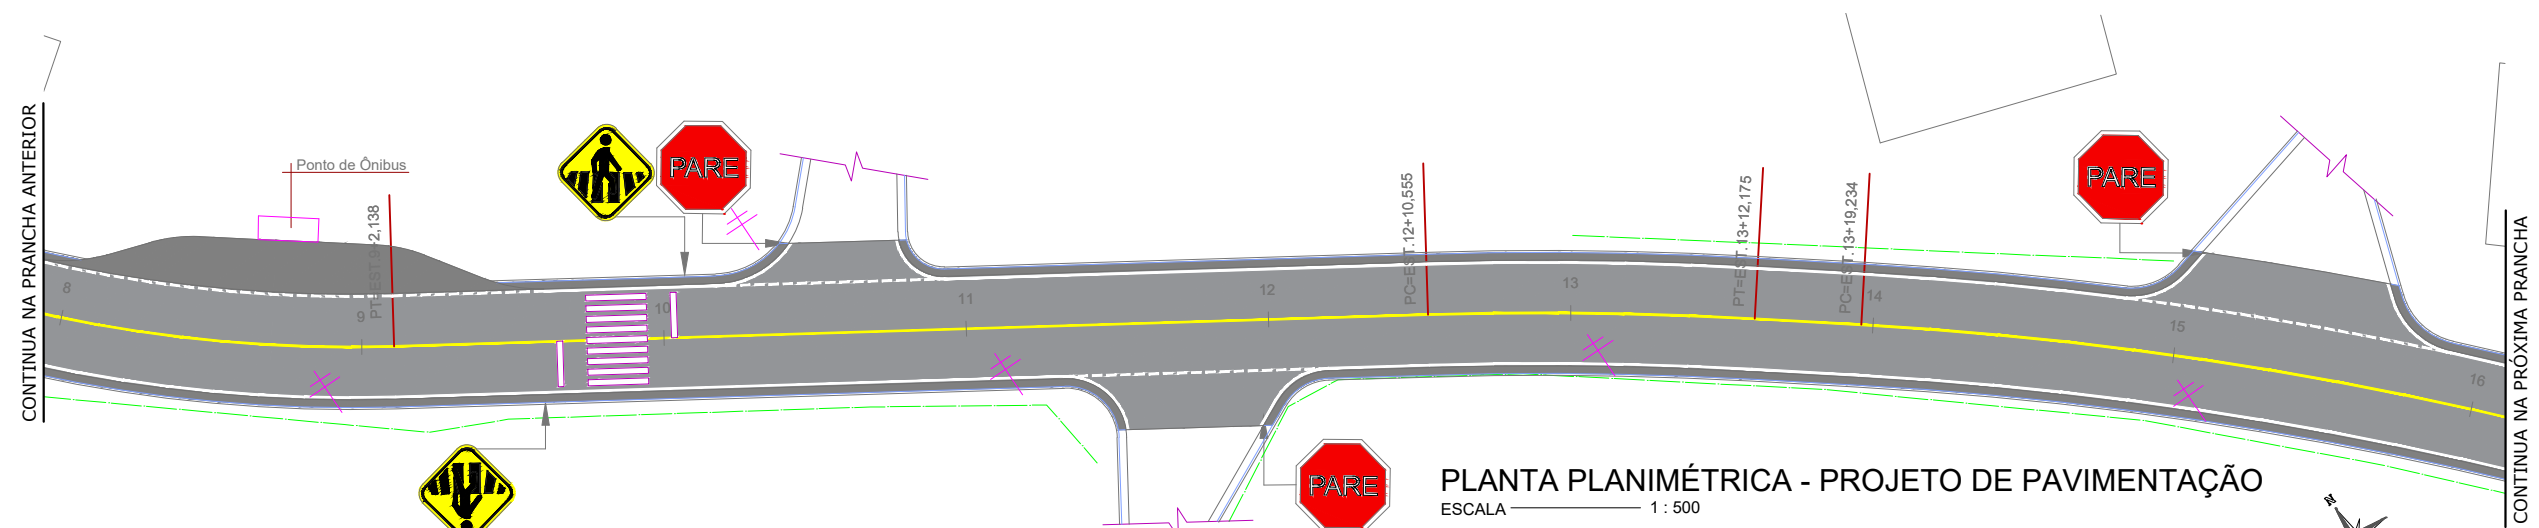 CONTINUA NA PRANCHA ANTERIOR
Ponto de Ônibus
PARE
PARE
PT=EST.9+2,138
PC=EST.12+10,555
PT=EST.13+12,175
PC=EST.13+19,234
8
9
10
11
12
13
14
15
16
PARE
PLANTA PLANIMÉTRICA - PROJETO DE PAVIMENTAÇÃO
ESCALA 1 : 500
N
CONTINUA NA PRÓXIMA PRANCHA